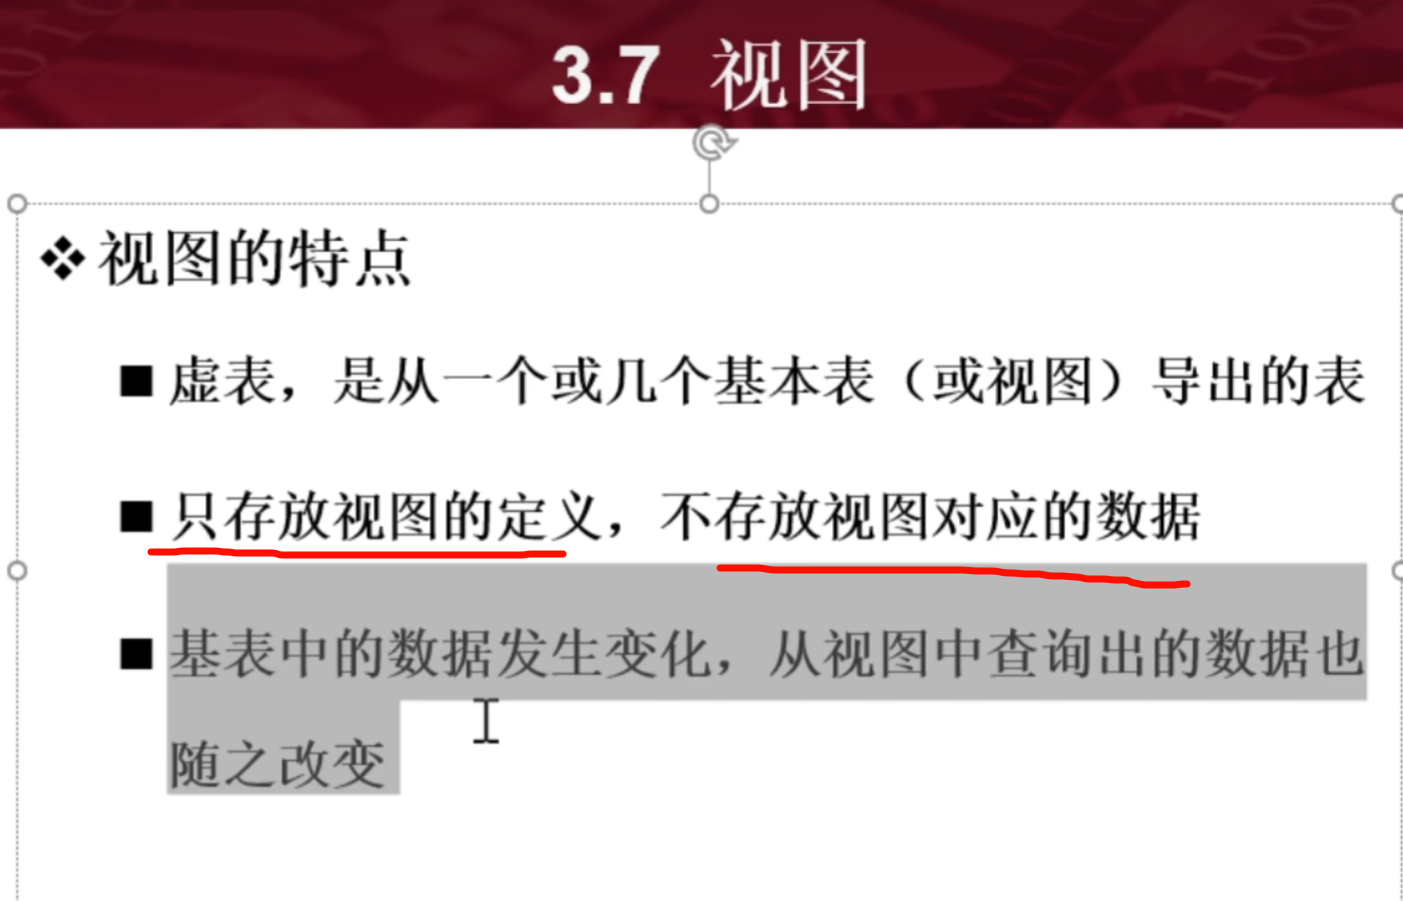 3.7 视图
视图的特点
虚表，是从一个或几个基本表（或视图）导出的表
只存放视图的定义，不存放视图对应的数据
基表中的数据发生变化，从视图中查询出的数据也
随之改变